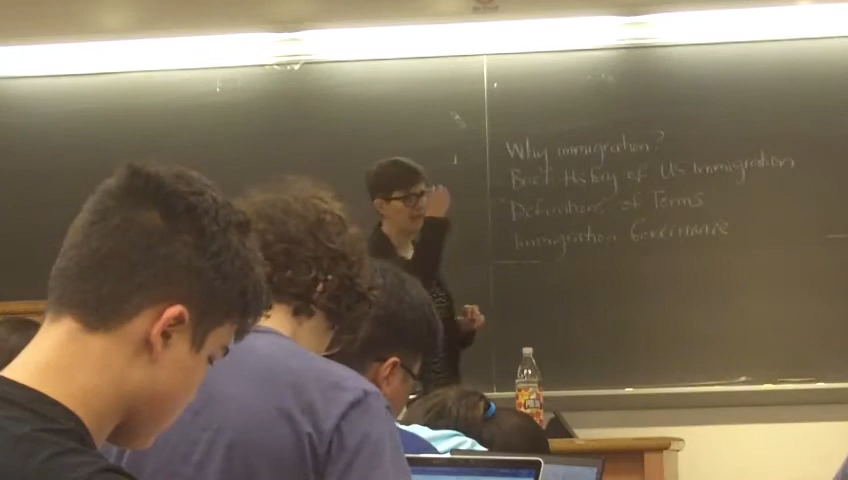 Why immigration?
Brief History of US immigration
Definitions of Terms
Immigration Governance